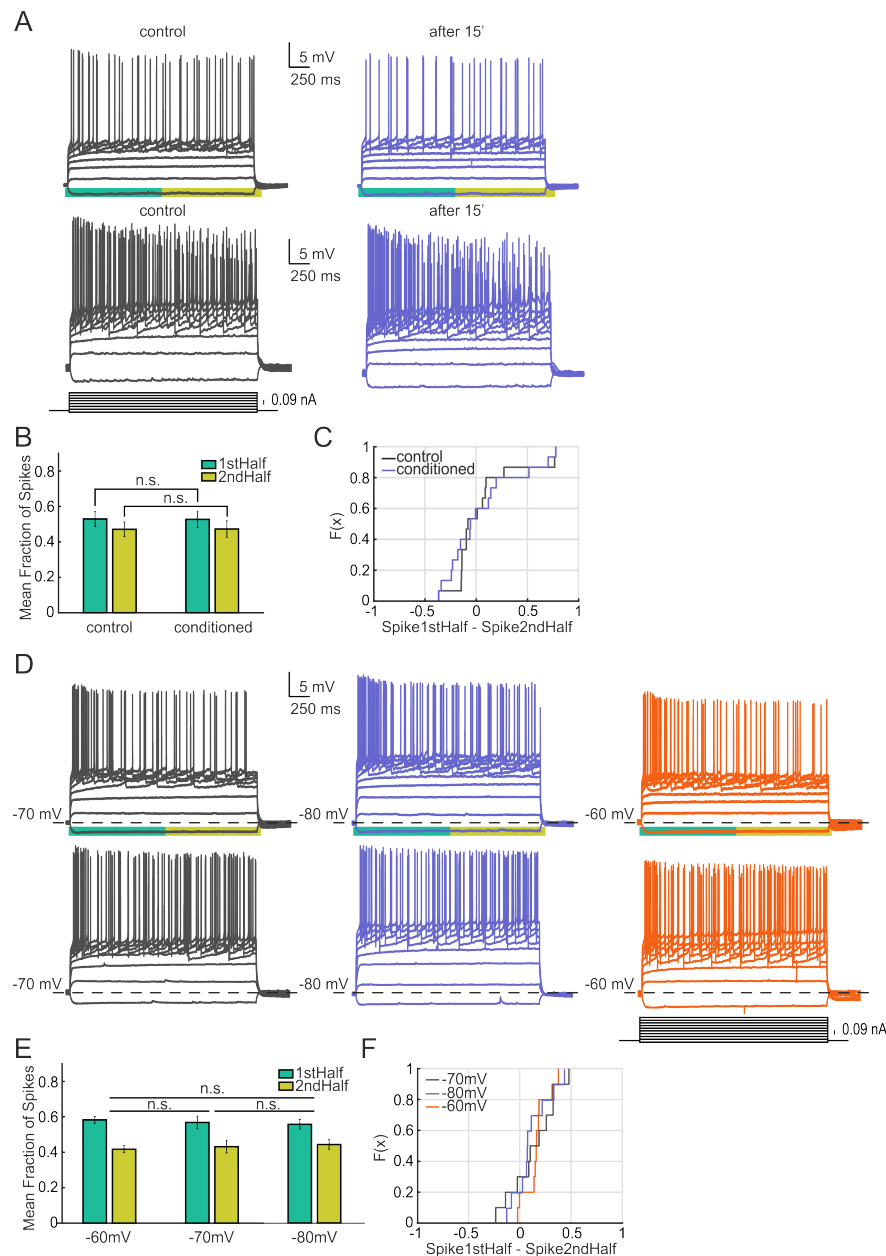 A
control
after 15'
5 mV
250 ms
control
after 15'
5 mV
250 ms
0.09 nA
B
Mean Fraction of Spikes
0.8
0.6
0.4
0.2
0
1stHalf
2ndHalf
n.s.
n.s.
control
conditioned
C
F(x)
1
0.8
0.6
0.4
0.2
0
control
conditioned
-1
-0.5
0
0.5
1
Spike1stHalf - Spike2ndHalf
D
5 mV
250 ms
-70 mV
-80 mV
-60 mV
-70 mV
-80 mV
-60 mV
0.09 nA
E
Mean Fraction of Spikes
0.8
0.6
0.4
0.2
0
1stHalf
2ndHalf
n.s.
n.s.
n.s.
-60mV
-70mV
-80mV
F
F(x)
1
0.8
0.6
0.4
0.2
0
-70mV
-80mV
-60mV
-1
-0.5
0
0.5
1
Spike1stHalf - Spike2ndHalf